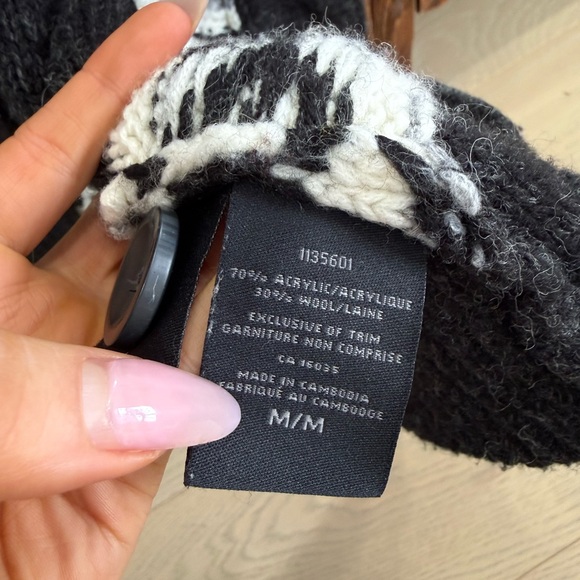 1135601
70% ACRYLIC/ACRYLIQUE
30% WOOL/LAINE
EXCLUSIVE OF TRIM
GARNITURE NON COMPRISE
CA 16035
MADE IN CAMBODIA
FABRIQUÉ AU CAMBODGE
M/M